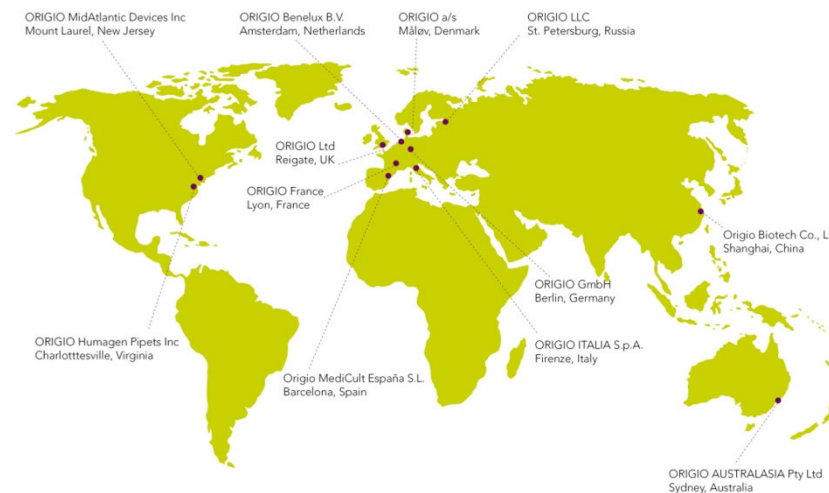 ORIGIO MidAtlantic Devices Inc
Mount Laurel, New Jersey
ORIGIO Benelux B.V.
Amsterdam, Netherlands
ORIGIO a/s
Måløv, Denmark
ORIGIO LLC
St. Petersburg, Russia
ORIGIO Ltd
Reigate, UK
ORIGIO France
Lyon, France
Origio Biotech Co., Lt
Shanghai, China
ORIGIO GmbH
Berlin, Germany
ORIGIO Humagen Pipets Inc
Charlotttesville, Virginia
ORIGIO ITALIA S.p.A.
Firenze, Italy
Origio MediCult España S.L.
Barcelona, Spain
ORIGIO AUSTRALASIA Pty Ltd
Sydney, Australia